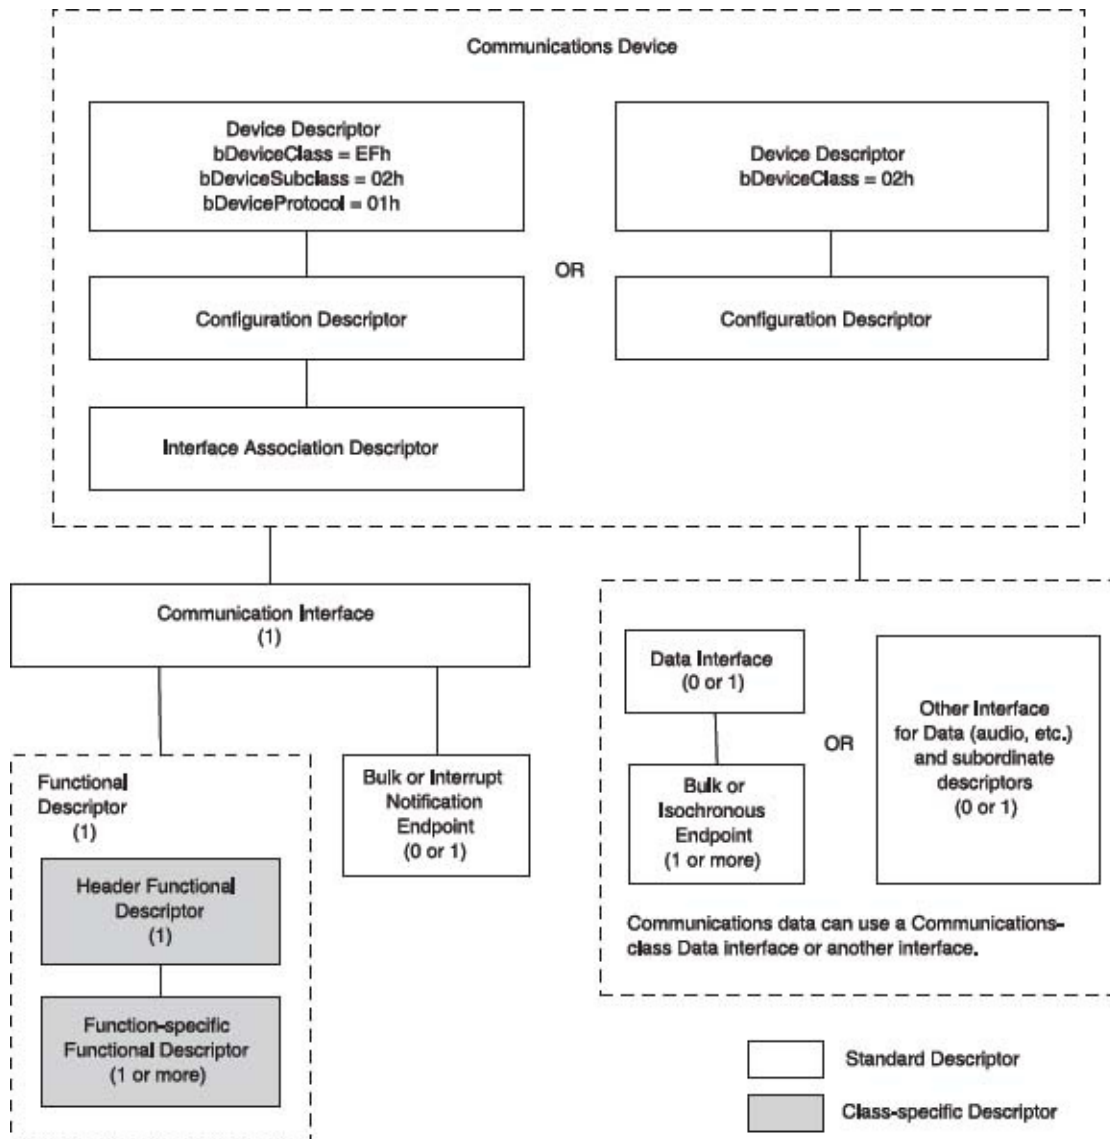 Communications Device
Device Descriptor
bDeviceClass = EFh
bDeviceSubclass = 02h
bDeviceProtocol = 01h
Device Descriptor
bDeviceClass = 02h
OR
Configuration Descriptor
Configuration Descriptor
Interface Association Descriptor
Communication Interface
(1)
Data Interface
(0 or 1)
OR
Other Interface
for Data (audio, etc.)
and subordinate
descriptors
(0 or 1)
Functional
Descriptor
(1)
Bulk or Interrupt
Notification
Endpoint
(0 or 1)
Bulk or
Isochronous
Endpoint
(1 or more)
Header Functional
Descriptor
(1)
Communications data can use a Communications-
class Data interface or another interface.
Function-specific
Functional Descriptor
(1 or more)
Standard Descriptor
Class-specific Descriptor